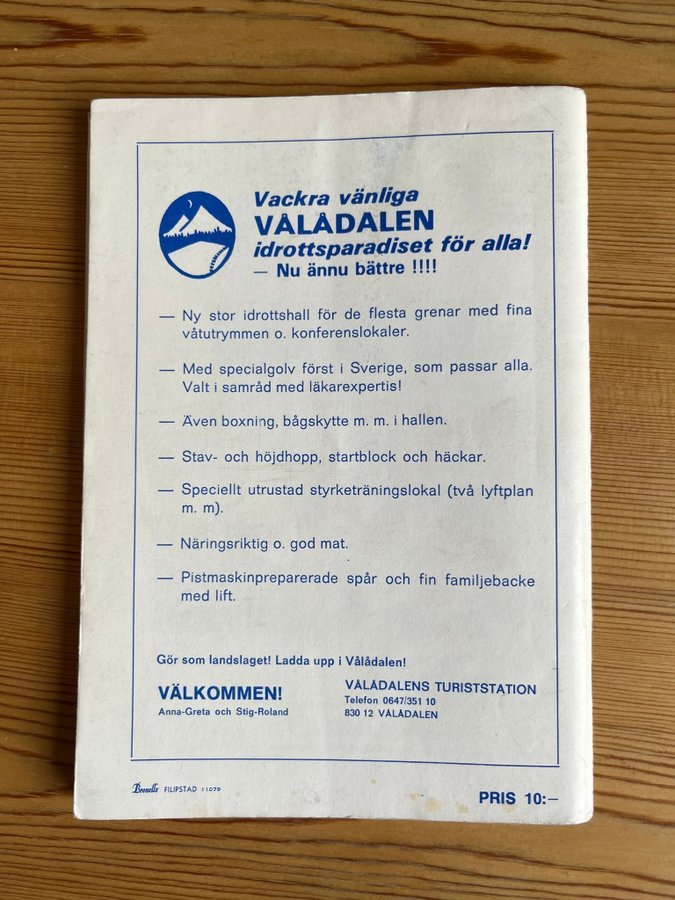 Vackra vänliga
VÅLÅDALEN
idrottsparadiset för alla!
— Nu ännu bättre !!!!
— Ny stor idrottshall för de flesta grenar med fina
våtutrymmen o. konferenslokaler.
— Med specialgolv först i Sverige, som passar alla.
Valt i samråd med läkarexpertis!
— Även boxning, bågskytte m. m. i hallen.
— Stav- och höjdhopp, startblock och häckar.
— Speciellt utrustad styrketräningslokal (två lyftplan
m. m).
— Näringsriktig o. god mat.
— Pistmaskinpreparerade spår och fin familjebacke
med lift.
Gör som landslaget! Ladda upp i Vålådalen!
VÄLKOMMEN!
Anna-Greta och Stig-Roland
VÅLÅDALENS TURISTSTATION
Telefon 0647/351 10
830 12 VÅLÅDALEN
Bronells FILIPSTAD 11079
PRIS 10:—